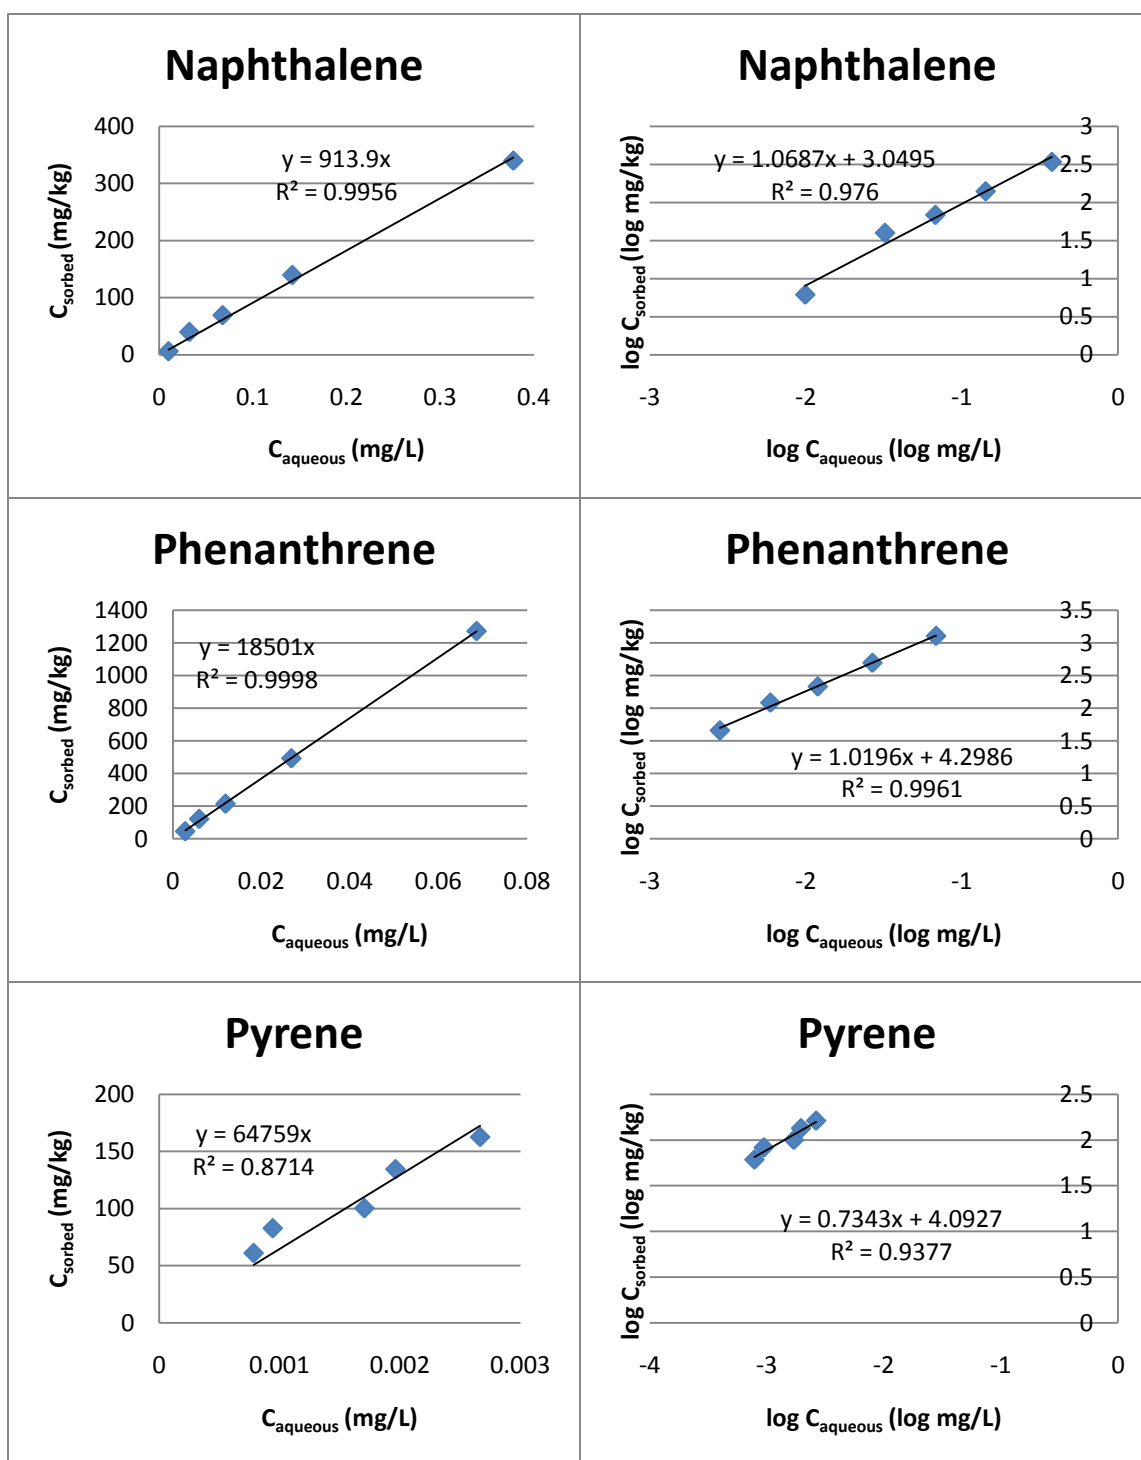 Naphthalene
400
300
200
100
0
0 0.1 0.2 0.3 0.4
y = 913.9x
R² = 0.9956
Csorbed (mg/kg)
Caqueous (mg/L)
Naphthalene
3
2.5
2
1.5
1
0.5
0
-3 -2 -1 0
y = 1.0687x + 3.0495
R² = 0.976
log Csorbed (log mg/kg)
log Caqueous (log mg/L)
Phenanthrene
1400
1200
1000
800
600
400
200
0
0 0.02 0.04 0.06 0.08
y = 18501x
R² = 0.9998
Csorbed (mg/kg)
Caqueous (mg/L)
Phenanthrene
3.5
3
2.5
2
1.5
1
0.5
0
-3 -2 -1 0
y = 1.0196x + 4.2986
R² = 0.9961
log Csorbed (log mg/kg)
log Caqueous (log mg/L)
Pyrene
200
150
100
50
0
0 0.001 0.002 0.003
y = 64759x
R² = 0.8714
Csorbed (mg/kg)
Caqueous (mg/L)
Pyrene
2.5
2
1.5
1
0.5
0
-4 -3 -2 -1 0
y = 0.7343x + 4.0927
R² = 0.9377
log Csorbed (log mg/kg)
log Caqueous (log mg/L)